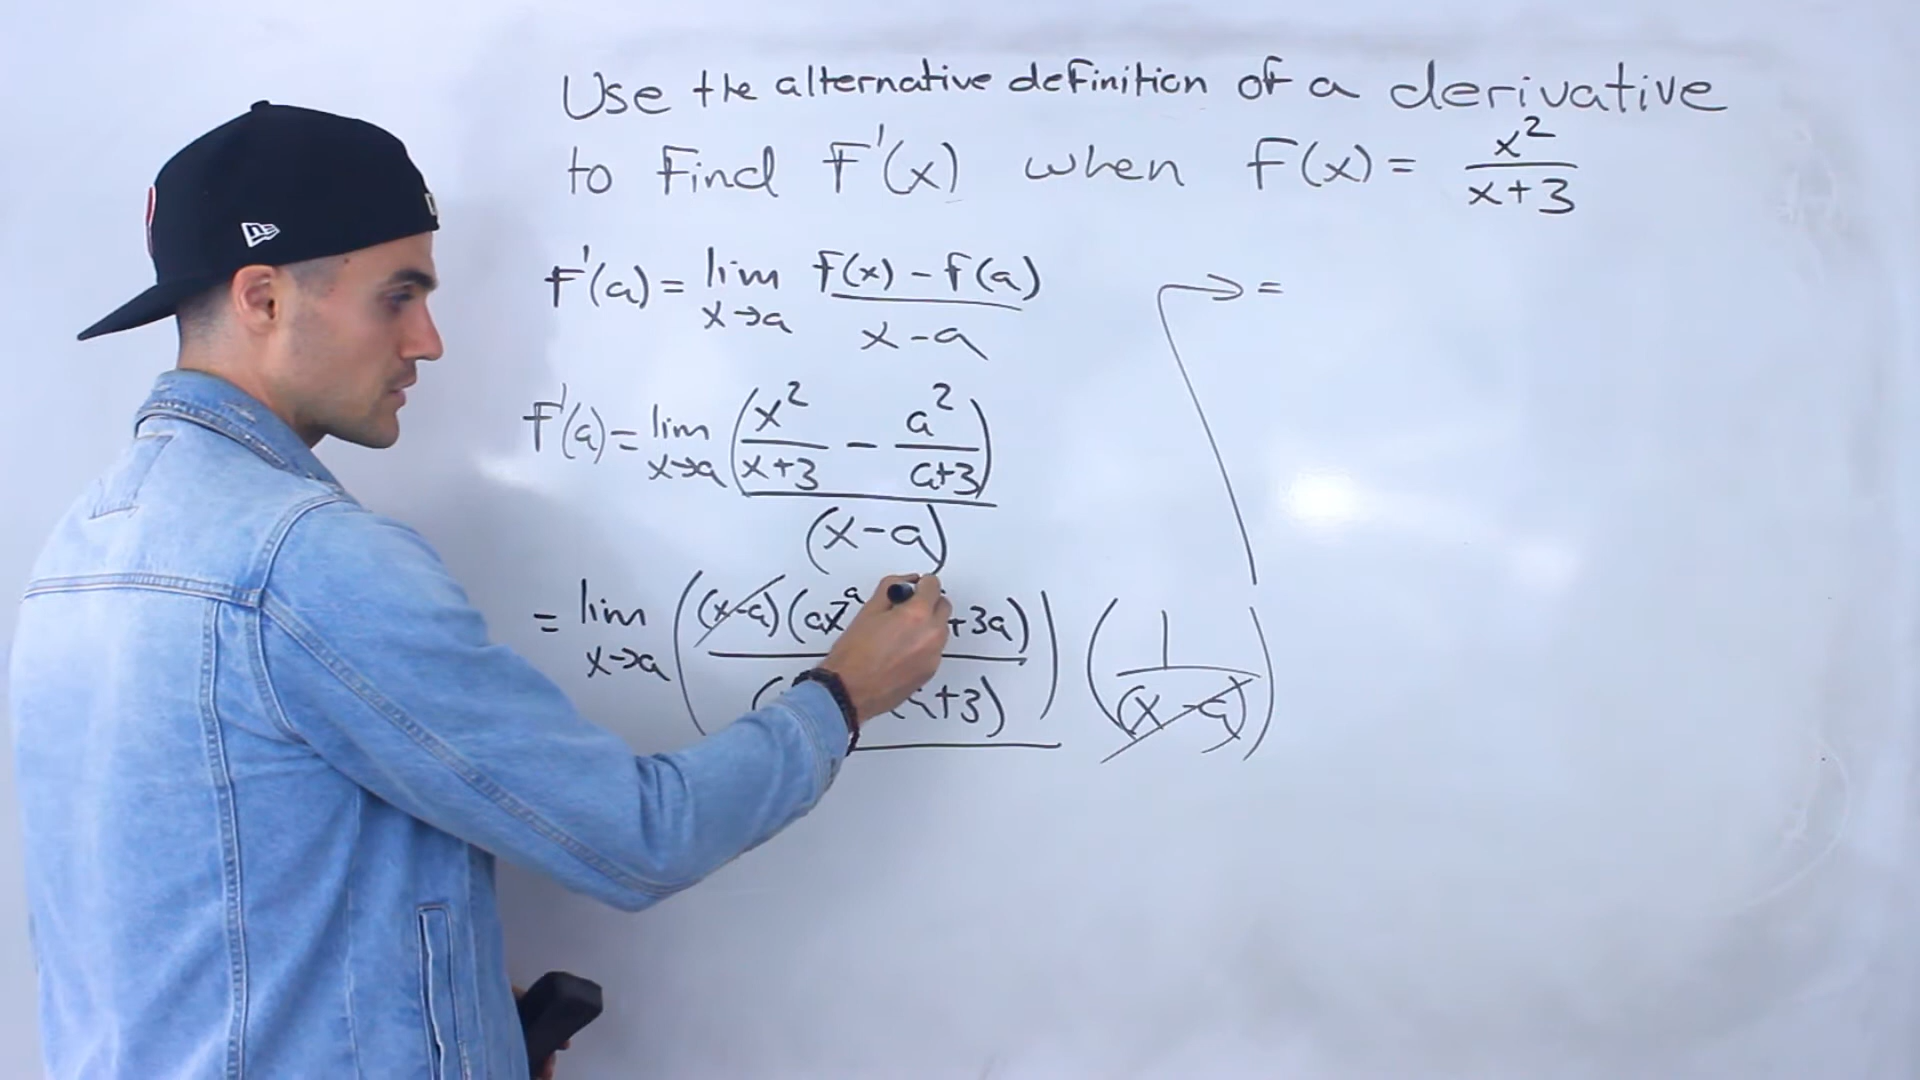 Use the alternative definition of a derivative
to find F'(x) when F(x) = x²/(x+3)
F'(a) = lim x→a (f(x) - f(a))/(x-a)
→ =
F'(a) = lim x→a (x²/(x+3) - a²/(a+3))/(x-a)
= lim x→a ((x-a)(ax +3a)/( +3)) (1/(x-a))